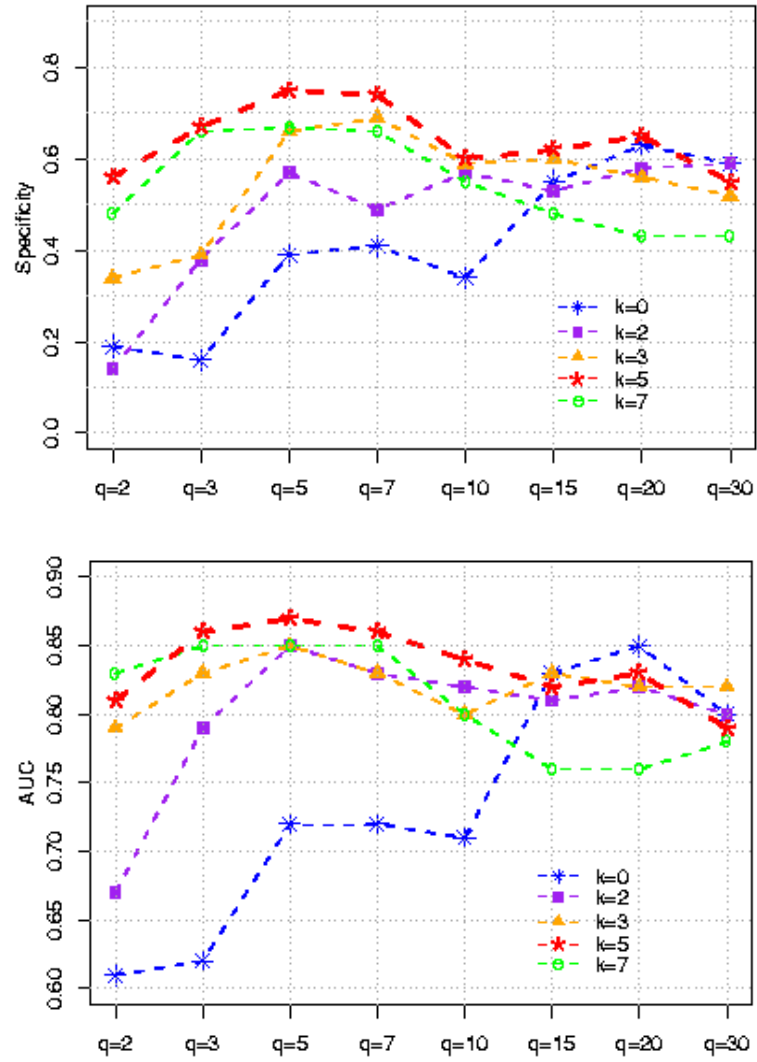 Specificity
0.8
0.6
0.4
0.2
0.0
k=0
k=2
k=3
k=5
k=7
q=2 q=3 q=5 q=7 q=10 q=15 q=20 q=30
AUC
0.90
0.85
0.80
0.75
0.70
0.65
0.60
k=0
k=2
k=3
k=5
k=7
q=2 q=3 q=5 q=7 q=10 q=15 q=20 q=30